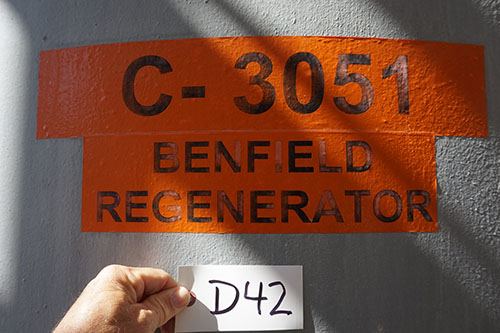 C- 3051
BENFIELD
REGENERATOR
D42